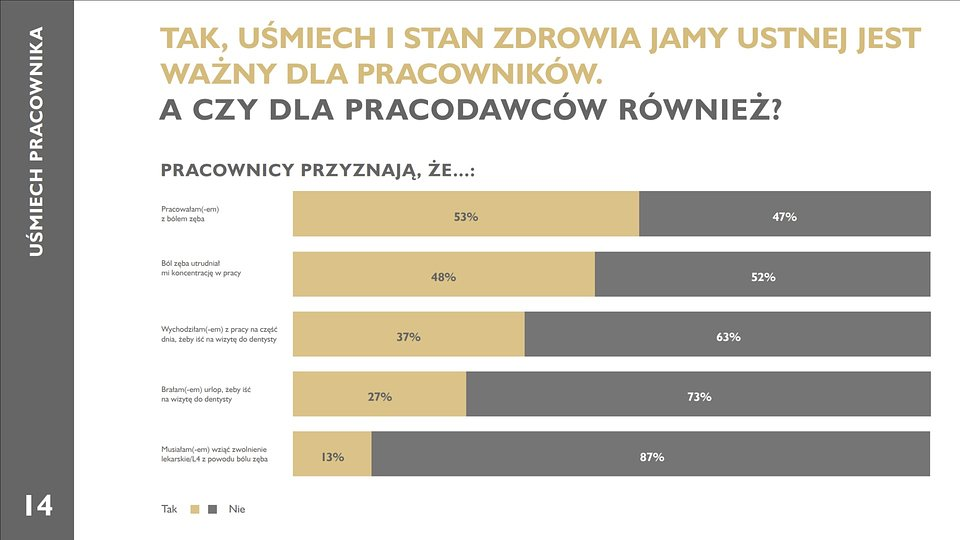 UŚMIECH PRACOWNIKA
TAK, UŚMIECH I STAN ZDROWIA JAMY USTNEJ JEST
WAŻNY DLA PRACOWNIKÓW.
A CZY DLA PRACODAWCÓW RÓWNIEŻ?
PRACOWNICY PRZYZNAJĄ, ŻE...:
Pracowałam(-em)
z bólem zęba
53%
47%
Ból zęba utrudniał
mi koncentrację w pracy
48%
52%
Wychodziłam(-em) z pracy na część
dnia, żeby iść na wizytę do dentysty
37%
63%
Brałam(-em) urlop, żeby iść
na wizytę do dentysty
27%
73%
Musiałam(-em) wziąć zwolnienie
lekarskie/L4 z powodu bólu zęba
13%
87%
Tak
Nie
14